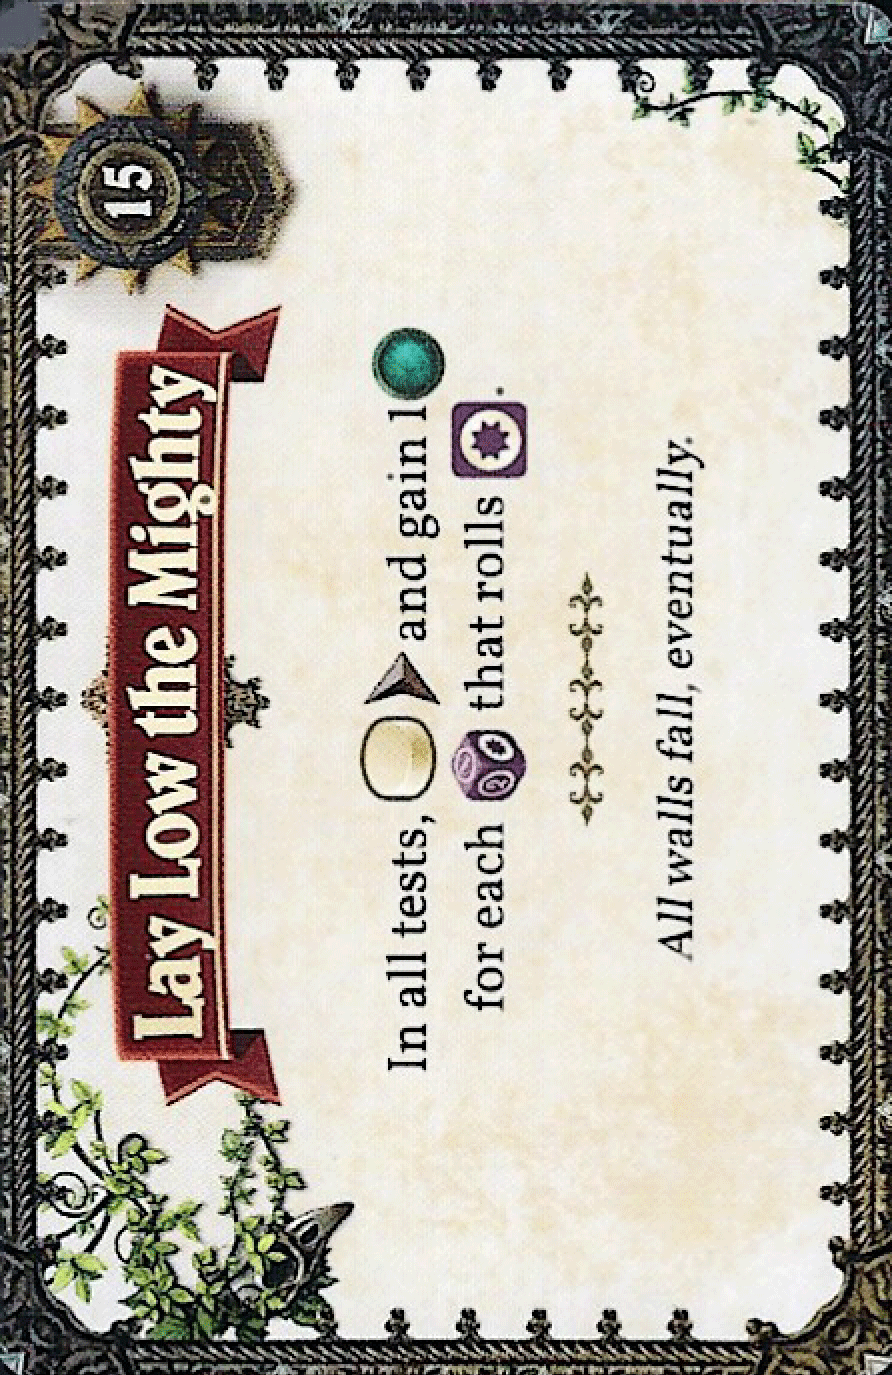 15
Lay Low the Mighty
In all tests, and gain 1
for each that rolls .
All walls fall, eventually.